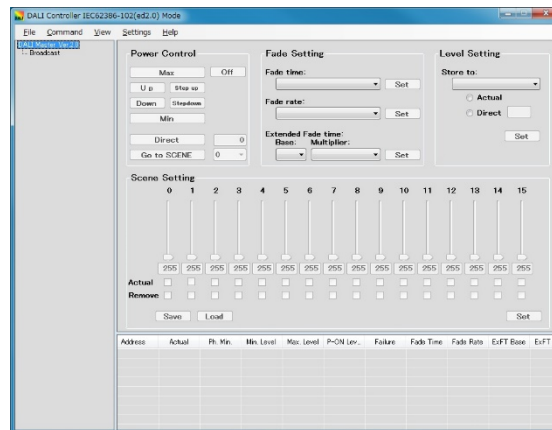 DALI Controller IEC62386-102(ed2.0) Mode
File Command View Settings Help
DALI Master Ver.2.0
Broadcast
Power Control
Max Off
Up Step up
Down Stepdown
Min
Direct 0
Go to SCENE 0
Fade Setting
Fade time:
Set
Fade rate:
Set
Extended Fade time:
Base: Multiplier:
Set
Level Setting
Store to:
Actual
Direct
Set
Scene Setting
0 1 2 3 4 5 6 7 8 9 10 11 12 13 14 15
255 255 255 255 255 255 255 255 255 255 255 255 255 255 255 255
Actual
Remove
Save Load Set
Address Actual Ph. Min. Min. Level Max. Level P-ON Lev... Failure Fade Time Fade Rate ExFT Base ExFT